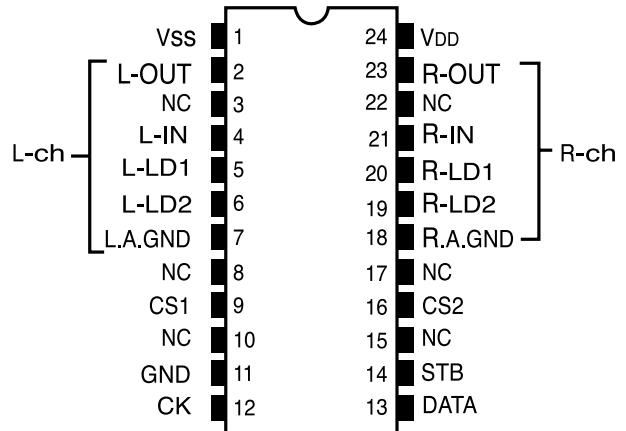 VSS 1 24 VDD
L-OUT 2 23 R-OUT
NC 3 22 NC
L-IN 4 21 R-IN
L-ch L-LD1 5 20 R-LD1 R-ch
L-LD2 6 19 R-LD2
L.A.GND 7 18 R.A.GND
NC 8 17 NC
CS1 9 16 CS2
NC 10 15 NC
GND 11 14 STB
CK 12 13 DATA